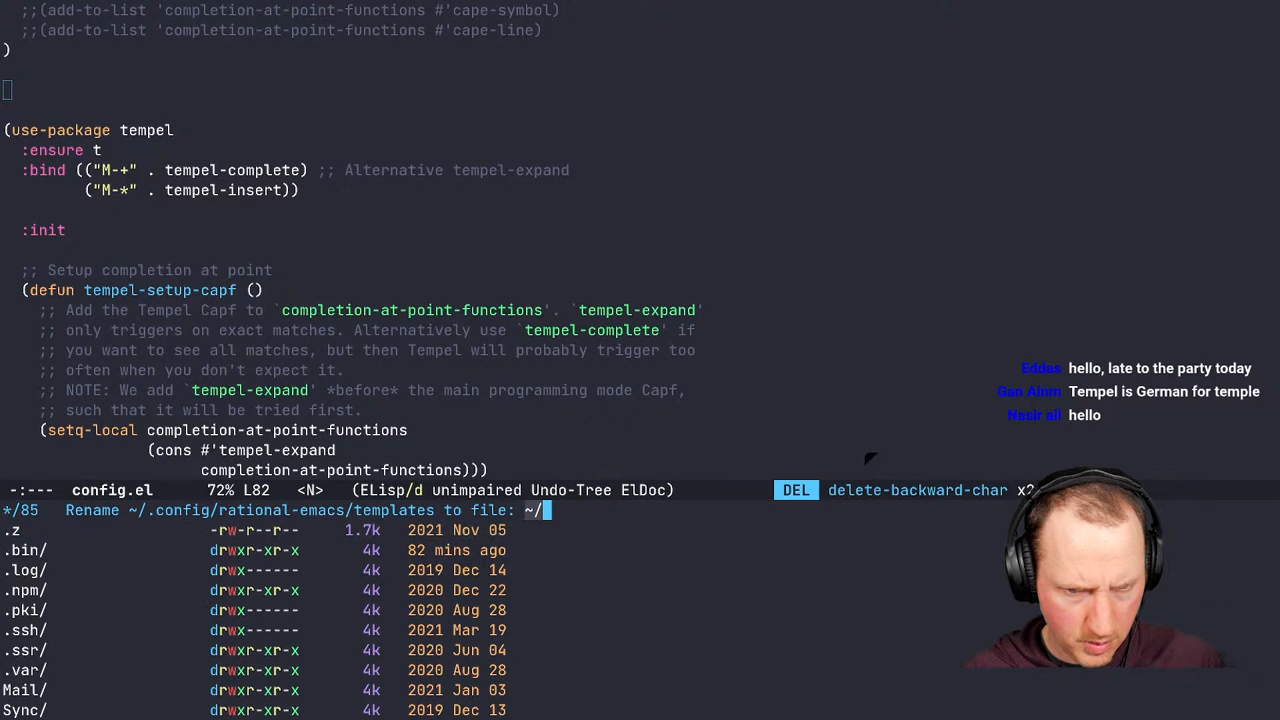 ;;(add-to-list 'completion-at-point-functions #'cape-symbol)
;;(add-to-list 'completion-at-point-functions #'cape-line)
)
(use-package tempel
:ensure t
:bind (("M-+" . tempel-complete) ;; Alternative tempel-expand
("M-*" . tempel-insert))
:init
;; Setup completion at point
(defun tempel-setup-capf ()
;; Add the Tempel Capf to `completion-at-point-functions'. `tempel-expand'
;; only triggers on exact matches. Alternatively use `tempel-complete' if
;; you want to see all matches, but then Tempel will probably trigger too
;; often when you don't expect it.
;; NOTE: We add `tempel-expand' *before* the main programming mode Capf,
;; such that it will be tried first.
(setq-local completion-at-point-functions
(cons #'tempel-expand
completion-at-point-functions)))
Eddas hello, late to the party today
Gan Ainm Tempel is German for temple
Nasir ali hello
-:--- config.el 72% L82 <N> (ELisp/d unimpaired Undo-Tree ElDoc) DEL delete-backward-char x2
*/85 Rename ~/.config/rational-emacs/templates to file: ~/
.z -rw-r--r-- 1.7k 2021 Nov 05
.bin/ drwxr-xr-x 4k 82 mins ago
.log/ drwx------ 4k 2019 Dec 14
.npm/ drwxr-xr-x 4k 2020 Dec 22
.pki/ drwx------ 4k 2020 Aug 28
.ssh/ drwx------ 4k 2021 Mar 19
.ssr/ drwxr-xr-x 4k 2020 Jun 04
.var/ drwxr-xr-x 4k 2020 Aug 28
Mail/ drwxr-xr-x 4k 2021 Jan 03
Sync/ drwxr-xr-x 4k 2019 Dec 13